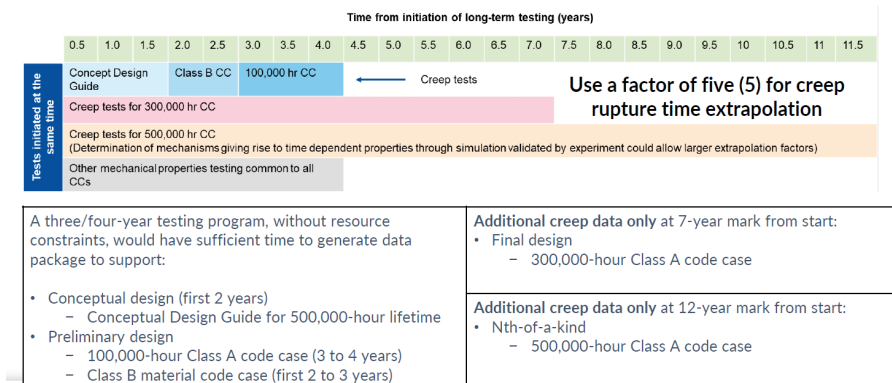 Time from initiation of long-term testing (years)
0.5 1.0 1.5 2.0 2.5 3.0 3.5 4.0 4.5 5.0 5.5 6.0 6.5 7.0 7.5 8.0 8.5 9.0 9.5 10 10.5 11 11.5
Tests initiated at the
same time
Concept Design
Guide
Class B CC
100,000 hr CC
Creep tests
Use a factor of five (5) for creep
rupture time extrapolation
Creep tests for 300,000 hr CC
Creep tests for 500,000 hr CC
(Determination of mechanisms giving rise to time dependent properties through simulation validated by experiment could allow larger extrapolation factors)
Other mechanical properties testing common to all
CCs
A three/four-year testing program, without resource
constraints, would have sufficient time to generate data
package to support:
• Conceptual design (first 2 years)
– Conceptual Design Guide for 500,000-hour lifetime
• Preliminary design
– 100,000-hour Class A code case (3 to 4 years)
– Class B material code case (first 2 to 3 years)
Additional creep data only at 7-year mark from start:
• Final design
– 300,000-hour Class A code case
Additional creep data only at 12-year mark from start:
• Nth-of-a-kind
– 500,000-hour Class A code case